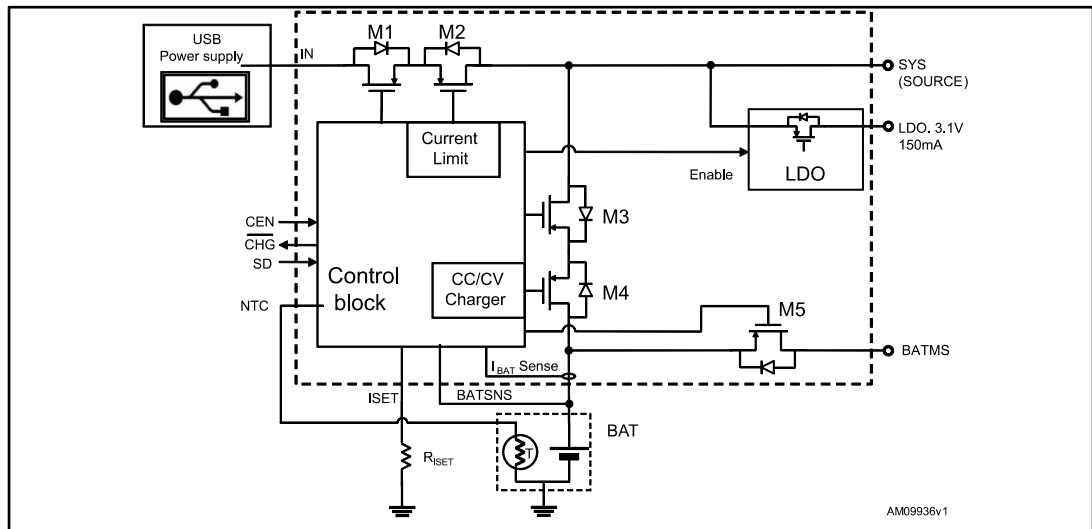 USB
Power supply
IN
M1
M2
SYS
(SOURCE)
Current
Limit
LDO. 3.1V
150mA
Enable
LDO
CEN
CHG
SD
NTC
Control
block
M3
CC/CV
Charger
M4
M5
BATMS
IBAT Sense
ISET
BATSNS
RISET
T
BAT
AM09936v1